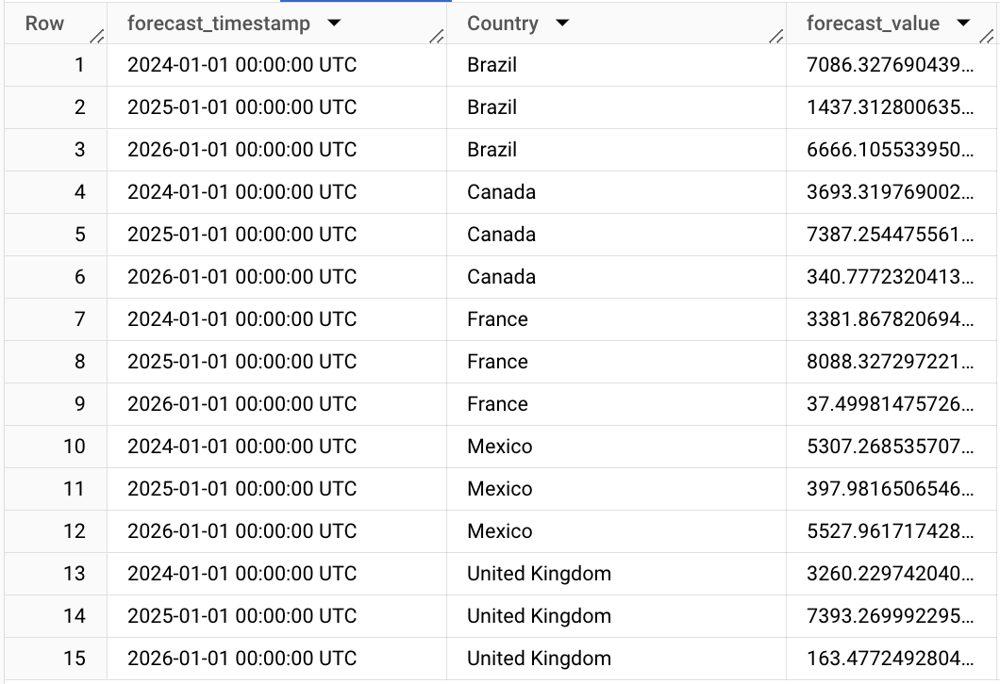 Row forecast_timestamp Country forecast_value
1 2024-01-01 00:00:00 UTC Brazil 7086.327690439…
2 2025-01-01 00:00:00 UTC Brazil 1437.312800635…
3 2026-01-01 00:00:00 UTC Brazil 6666.105533950…
4 2024-01-01 00:00:00 UTC Canada 3693.319769002…
5 2025-01-01 00:00:00 UTC Canada 7387.254475561…
6 2026-01-01 00:00:00 UTC Canada 340.7772320413…
7 2024-01-01 00:00:00 UTC France 3381.867820694…
8 2025-01-01 00:00:00 UTC France 8088.327297221…
9 2026-01-01 00:00:00 UTC France 37.49981475726…
10 2024-01-01 00:00:00 UTC Mexico 5307.268535707…
11 2025-01-01 00:00:00 UTC Mexico 397.9816506546…
12 2026-01-01 00:00:00 UTC Mexico 5527.961717428…
13 2024-01-01 00:00:00 UTC United Kingdom 3260.229742040…
14 2025-01-01 00:00:00 UTC United Kingdom 7393.269992295…
15 2026-01-01 00:00:00 UTC United Kingdom 163.4772492804…